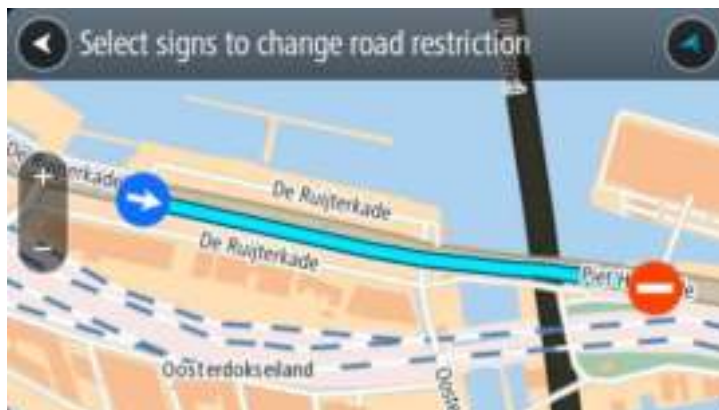 Select signs to change road restriction
De Ruijterkade
De Ruijterkade
Oosterdokseiland